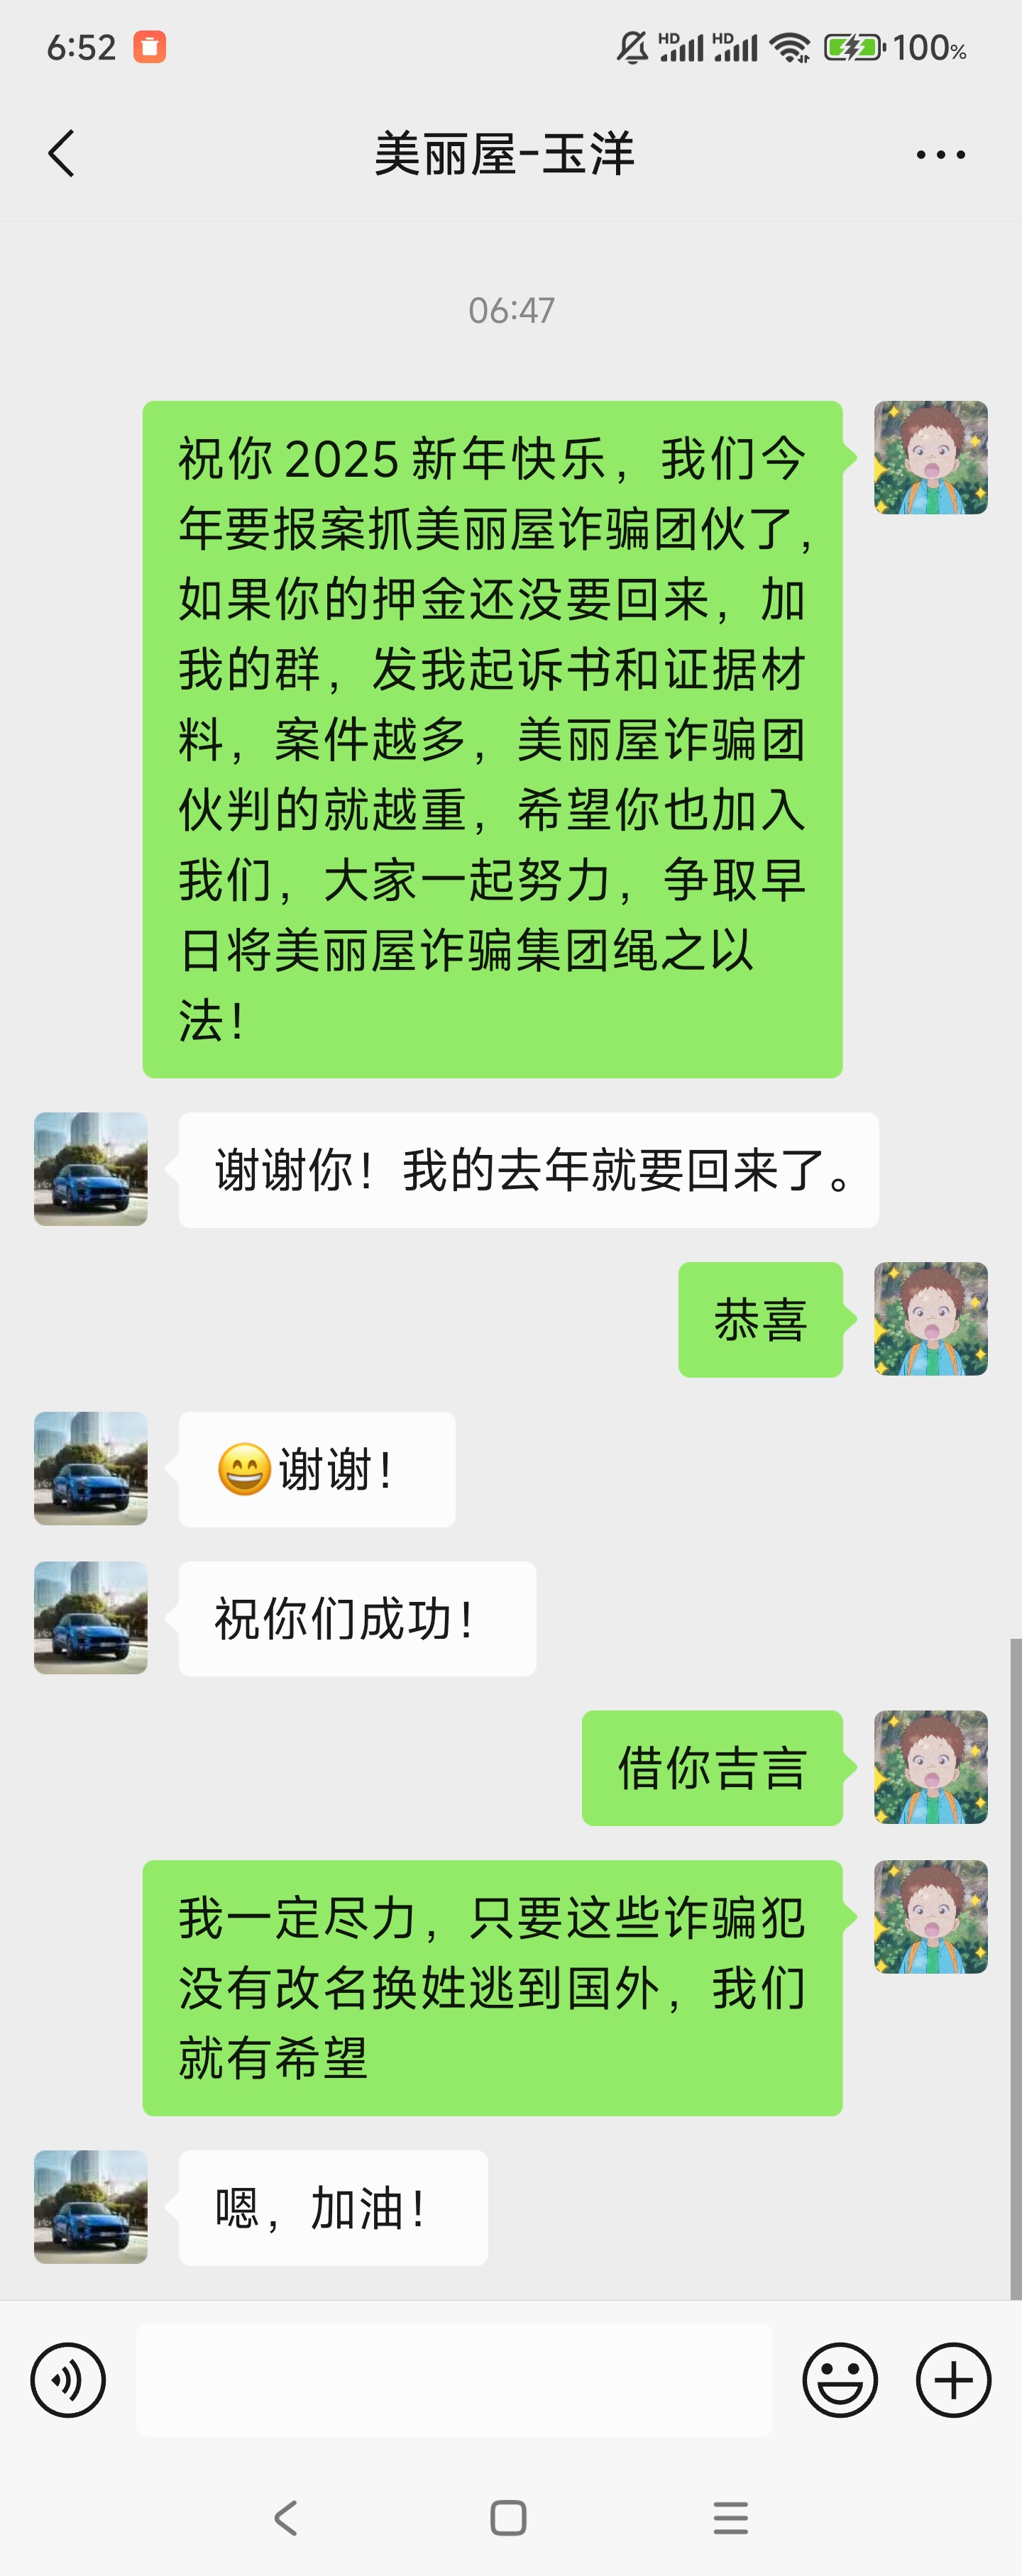 6:52
HD HD 100%
美丽屋-玉洋
06:47
祝你 2025 新年快乐，我们今
年要报案抓美丽屋诈骗团伙了，
如果你的押金还没要回来，加
我的群，发我起诉书和证据材
料，案件越多，美丽屋诈骗团
伙判的就越重，希望你也加入
我们，大家一起努力，争取早
日将美丽屋诈骗集团绳之以
法！
谢谢你！我的去年就要回来了。
恭喜
😄谢谢！
祝你们成功！
借你吉言
我一定尽力，只要这些诈骗犯
没有改名换姓逃到国外，我们
就有希望
嗯，加油！